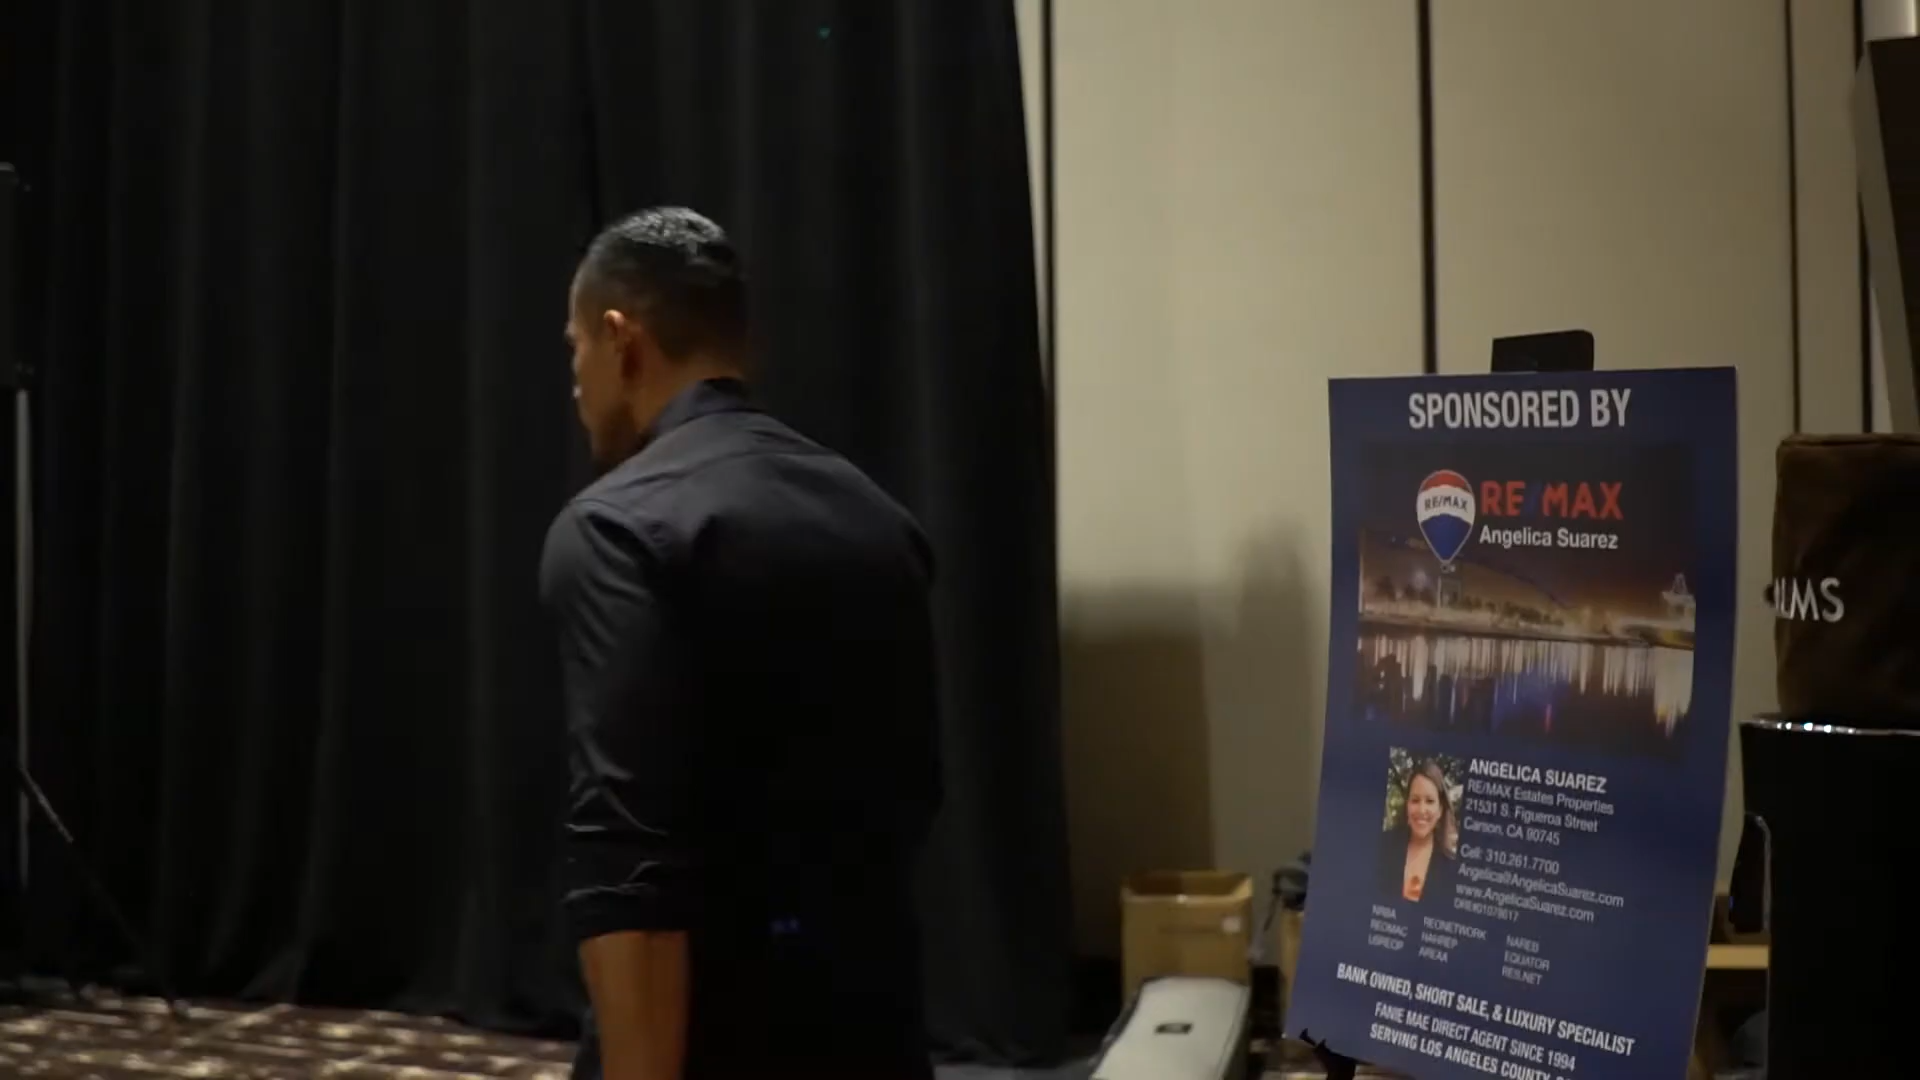 SPONSORED BY
RE/MAX
RE/MAX
Angelica Suarez
ANGELICA SUAREZ
RE/MAX Estates Properties
21531 S. Figueroa Street
Carson, CA 90745
Cell: 310.261.7700
Angelica@AngelicaSuarez.com
www.AngelicaSuarez.com
NRBA
REOMAC
USREOP
REONETWORK
NAHREP
AREAA
NAREB
EQUATOR
RES.NET
BANK OWNED, SHORT SALE, & LUXURY SPECIALIST
FANIE MAE DIRECT AGENT SINCE 1994
SERVING LOS ANGELES COUNTY,
LMS